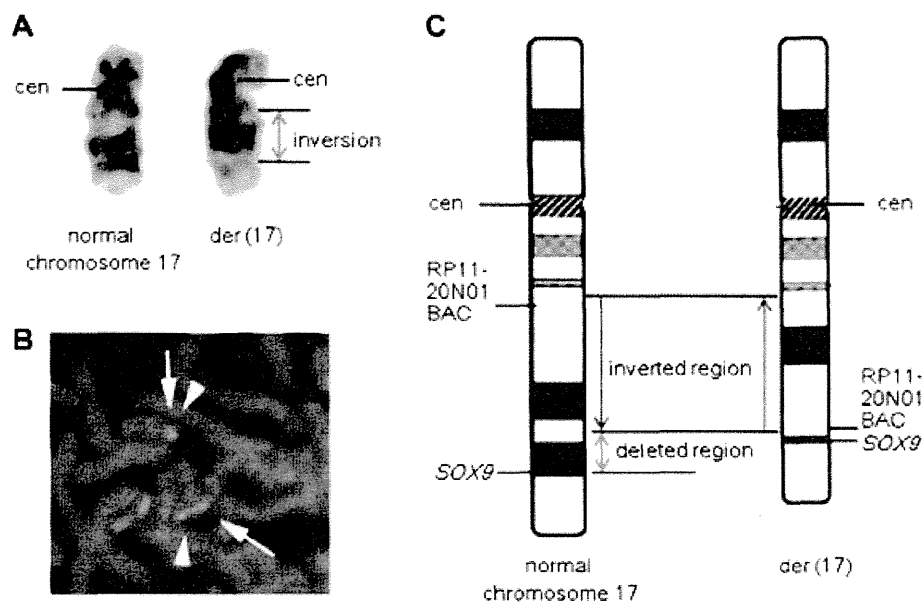 A
cen
cen
inversion
normal
chromosome 17
der (17)
B
C
cen
cen
RP11-
20N01
BAC
inverted region
RP11-
20N01
BAC
SOX9
deleted region
SOX9
normal
chromosome 17
der (17)